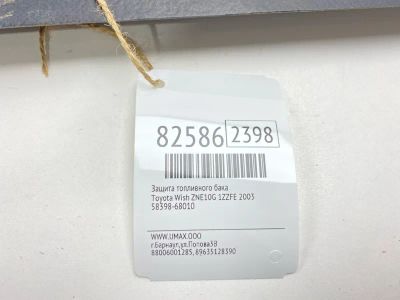 82586 2398
Защита топливного бака
Toyota Wish ZNE10G 1ZZFE 2003
58398-68010
WWW.UMAX.OOO
г.Барнаул,ул.Попова3В
88006001285, 89635128390